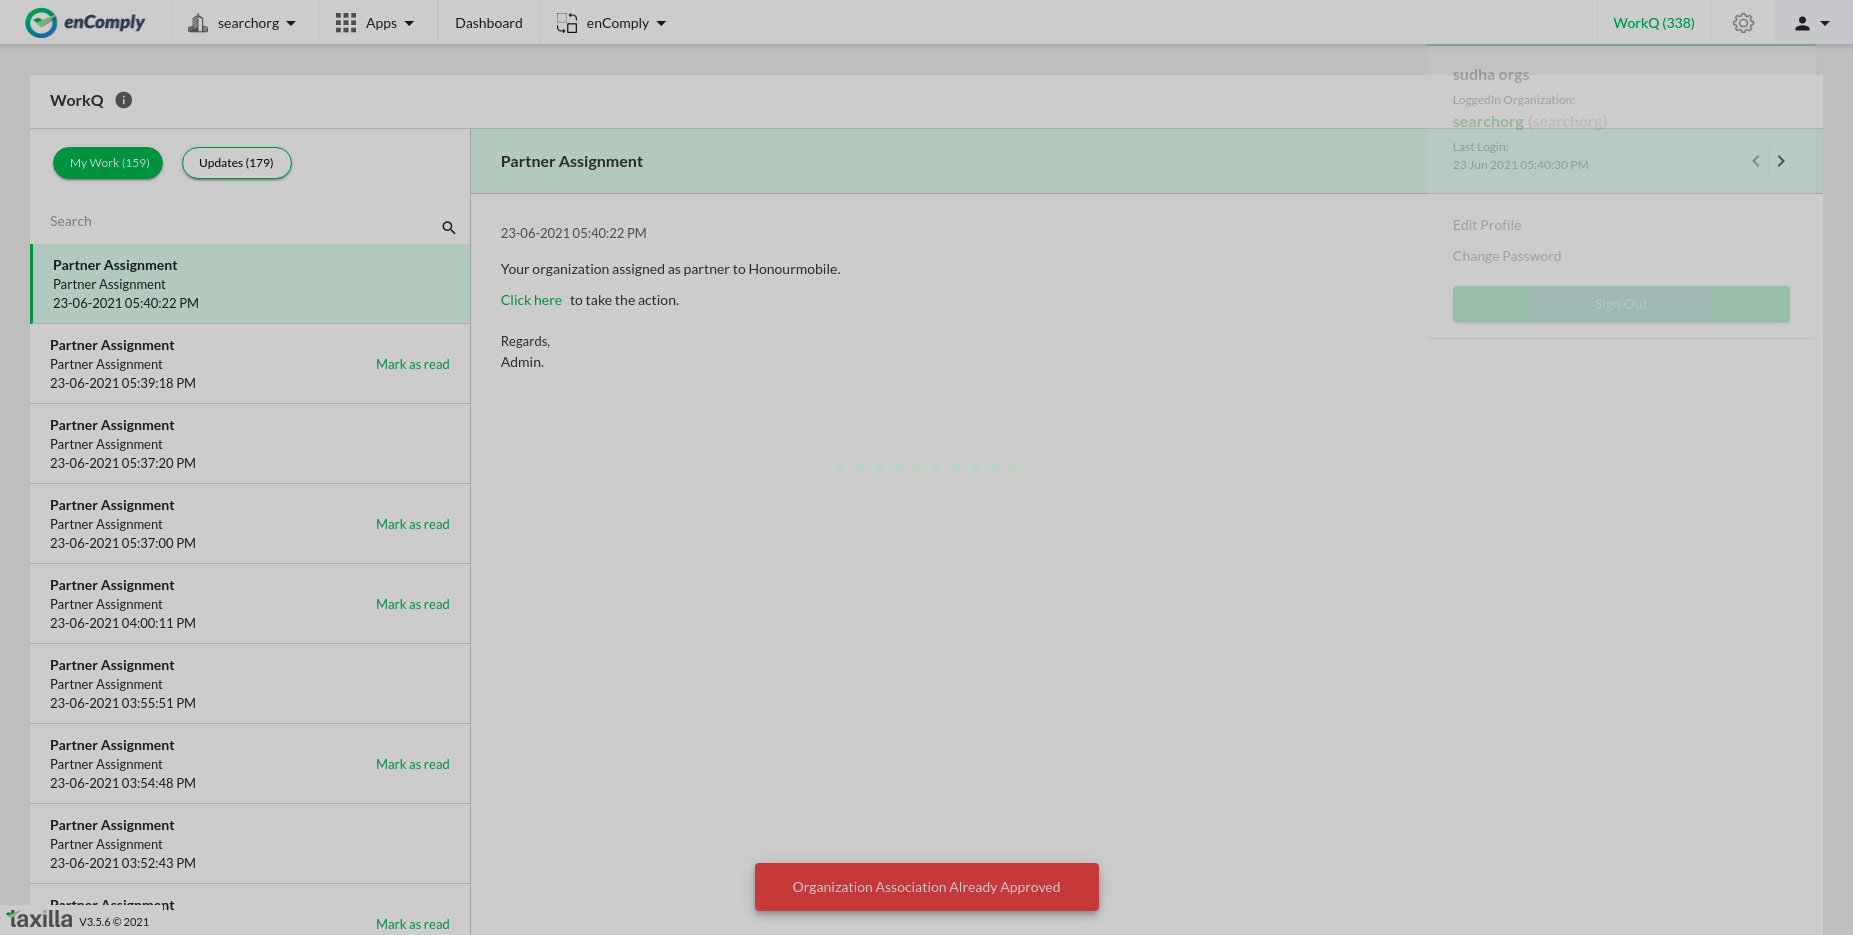 enComply
searchorg
Apps
Dashboard
enComply
WorkQ (338)
WorkQ
My Work (159)
Updates (179)
Search
Partner Assignment
Partner Assignment
23-06-2021 05:40:22 PM
Partner Assignment
Partner Assignment
Mark as read
23-06-2021 05:39:18 PM
Partner Assignment
Partner Assignment
23-06-2021 05:37:20 PM
Partner Assignment
Partner Assignment
Mark as read
23-06-2021 05:37:00 PM
Partner Assignment
Partner Assignment
Mark as read
23-06-2021 04:00:11 PM
Partner Assignment
Partner Assignment
23-06-2021 03:55:51 PM
Partner Assignment
Partner Assignment
Mark as read
23-06-2021 03:54:48 PM
Partner Assignment
Partner Assignment
23-06-2021 03:52:43 PM
Partner Assignment
Mark as read
taxilla V3.5.6 © 2021
Partner Assignment
23-06-2021 05:40:22 PM
Your organization assigned as partner to Honourmobile.
Click here to take the action.
Regards,
Admin.
sudha orgs
LoggedIn Organization:
searchorg (searchorg)
Last Login:
23 Jun 2021 05:40:30 PM
Edit Profile
Change Password
Sign Out
Organization Association Already Approved